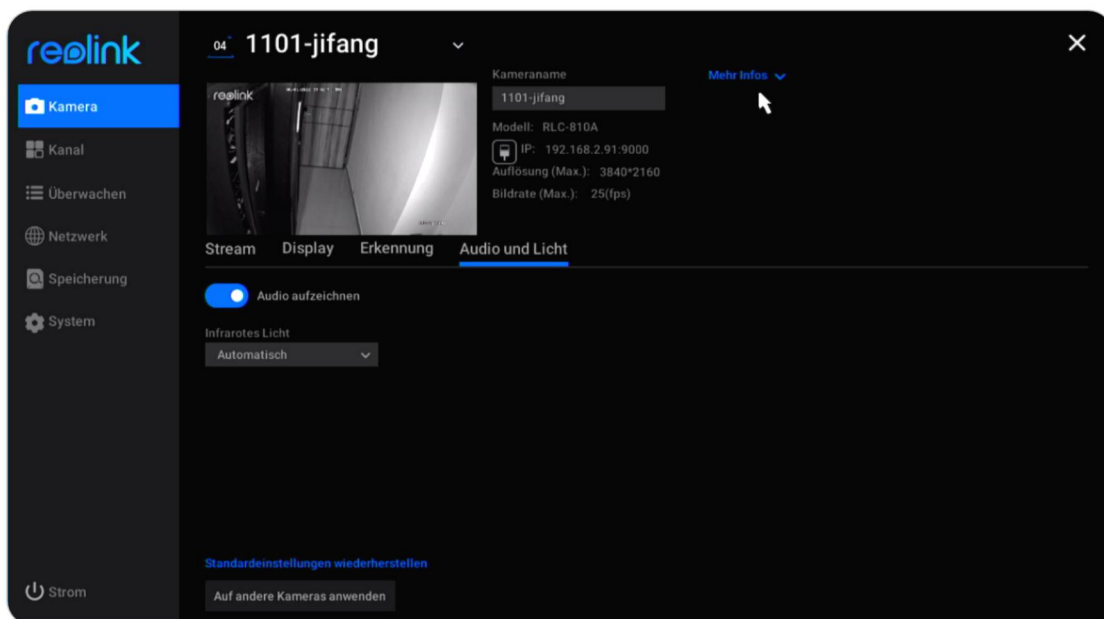 reolink
04 1101-jifang
Kamera
Kanal
Überwachen
Netzwerk
Speicherung
System
Strom
reolink
Kameraname
1101-jifang
Modell: RLC-810A
IP: 192.168.2.91:9000
Auflösung (Max.): 3840*2160
Bildrate (Max.): 25(fps)
Mehr Infos
Stream Display Erkennung Audio und Licht
Audio aufzeichnen
Infrarotes Licht
Automatisch
Standardeinstellungen wiederherstellen
Auf andere Kameras anwenden